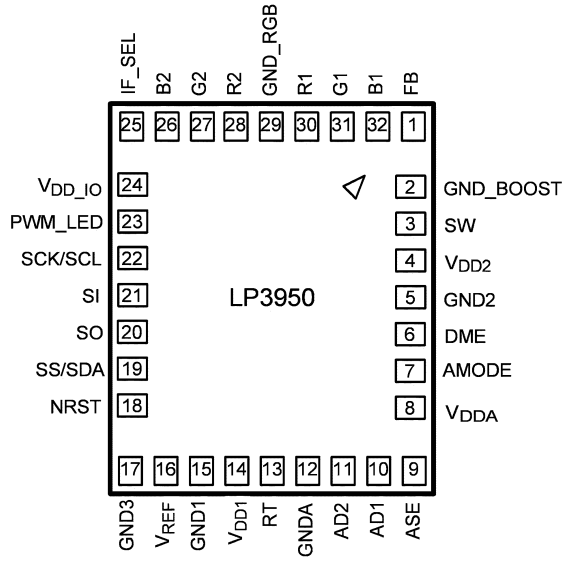 IF_SEL B2 G2 R2 GND_RGB R1 G1 B1 FB
25 26 27 28 29 30 31 32 1
VDD_IO 24 2 GND_BOOST
PWM_LED 23 3 SW
SCK/SCL 22 4 VDD2
SI 21 LP3950 5 GND2
SO 20 6 DME
SS/SDA 19 7 AMODE
NRST 18 8 VDDA
17 16 15 14 13 12 11 10 9
GND3 VREF GND1 VDD1 RT GNDA AD2 AD1 ASE